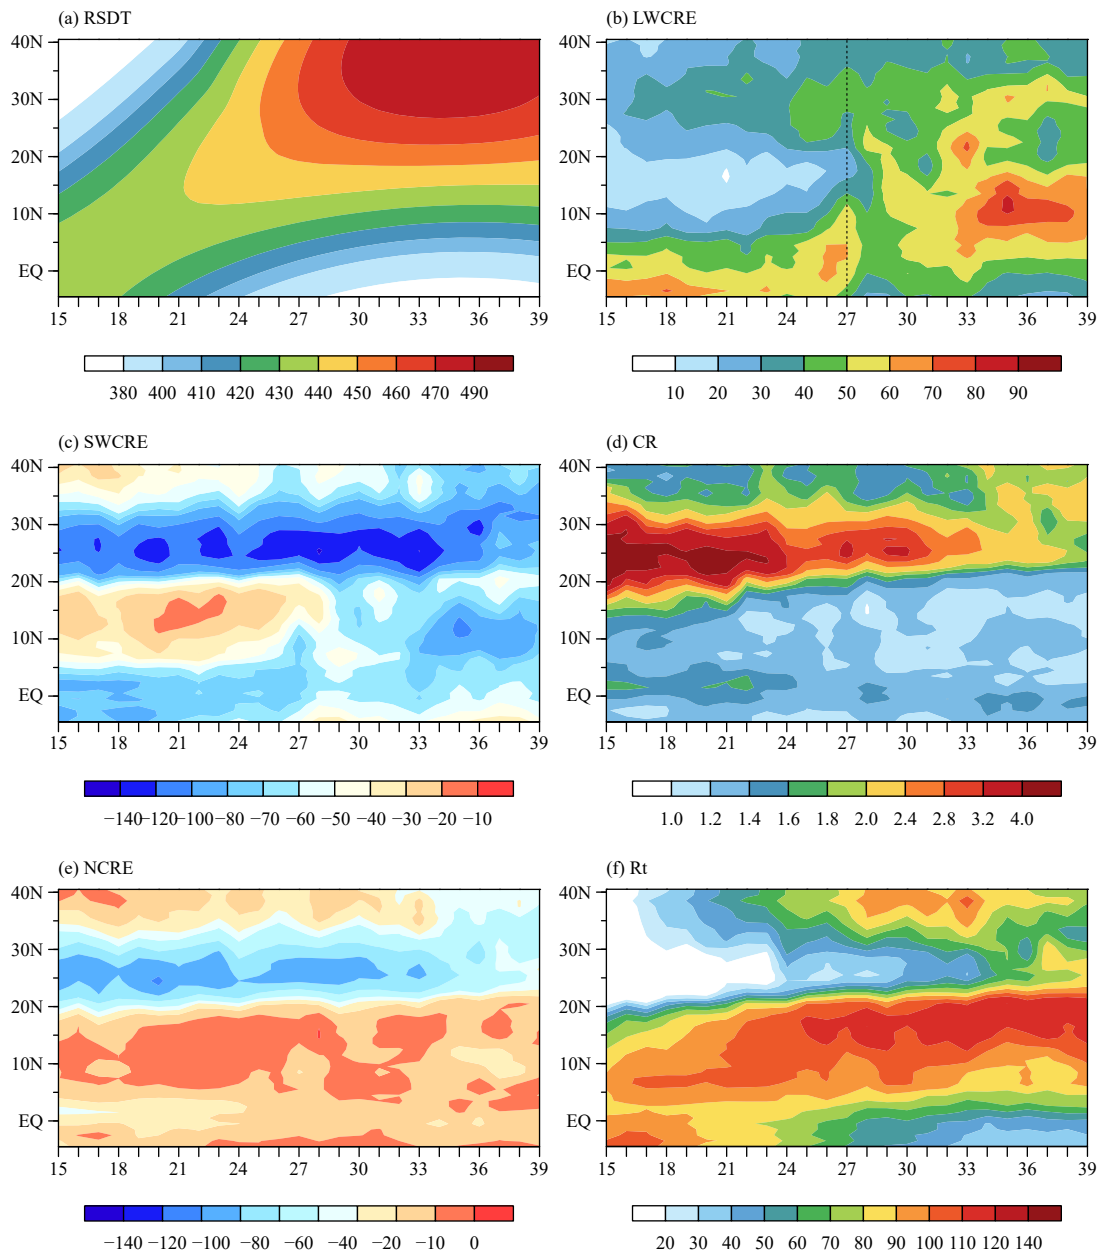 (a) RSDT
(b) LWCRE
40N
30N
20N
10N
EQ
15 18 21 24 27 30 33 36 39
380 400 410 420 430 440 450 460 470 490
40N
30N
20N
10N
EQ
15 18 21 24 27 30 33 36 39
10 20 30 40 50 60 70 80 90
(c) SWCRE
(d) CR
40N
30N
20N
10N
EQ
15 18 21 24 27 30 33 36 39
−140 −120 −100 −80 −70 −60 −50 −40 −30 −20 −10
40N
30N
20N
10N
EQ
15 18 21 24 27 30 33 36 39
1.0 1.2 1.4 1.6 1.8 2.0 2.4 2.8 3.2 4.0
(e) NCRE
(f) Rt
40N
30N
20N
10N
EQ
15 18 21 24 27 30 33 36 39
−140 −120 −100 −80 −60 −40 −20 −10 0
40N
30N
20N
10N
EQ
15 18 21 24 27 30 33 36 39
20 30 40 50 60 70 80 90 100 110 140